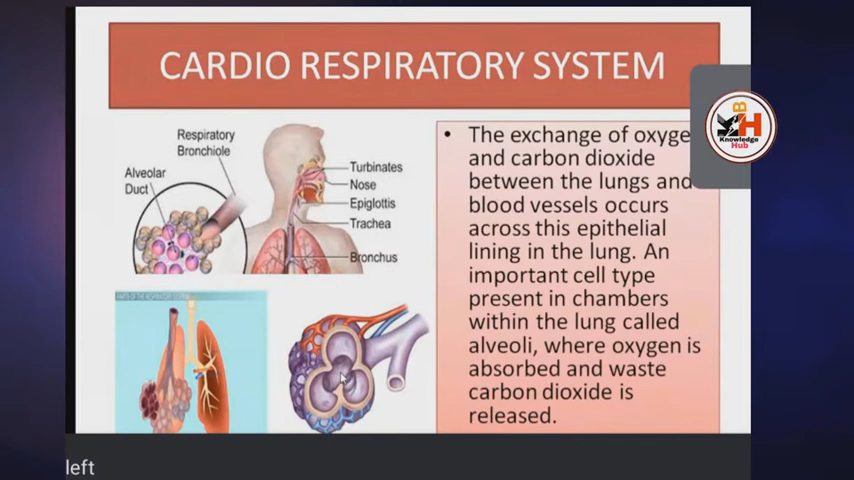 CARDIO RESPIRATORY SYSTEM
Respiratory
Bronchiole
Alveolar
Duct
Turbinates
Nose
Epiglottis
Trachea
Bronchus
• The exchange of oxyge
and carbon dioxide
between the lungs and
blood vessels occurs
across this epithelial
lining in the lung. An
important cell type
present in chambers
within the lung called
alveoli, where oxygen is
absorbed and waste
carbon dioxide is
released.
B
H
Knowledge
Hub
left